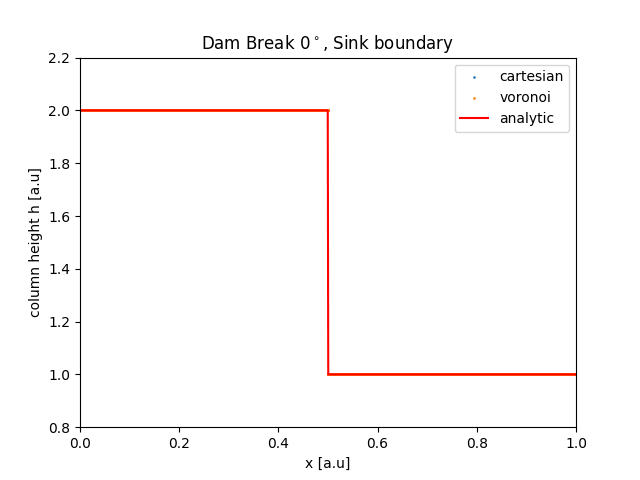 Dam Break 0°, Sink boundary
cartesian
voronoi
analytic
column height h [a.u]
2.2
2.0
1.8
1.6
1.4
1.2
1.0
0.8
0.0 0.2 0.4 0.6 0.8 1.0
x [a.u]